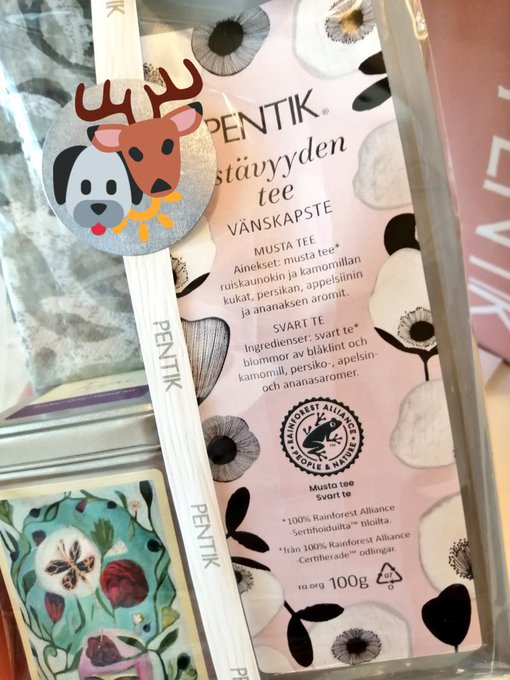 PENTIK®
stävyyden
tee
VÄNSKAPSTE
MUSTA TEE
Ainekset: musta tee*
ruiskaunokin ja kamomillan
kukat, persikan, appelsiinin
ja ananaksen aromit.
SVART TE
Ingredienser: svart te*
blommor av blåklint och
kamomill, persiko-, apelsin-
och ananasaromer.
RAINFOREST ALLIANCE
PEOPLE & NATURE
Musta tee
Svart te
*100% Rainforest Alliance
-Sertifioiduilta™ tiloilta.
*från 100% Rainforest Alliance
-Certifierade™ odlingar.
ra.org 100g
07
PENTIK
PENTIK
PENTIK